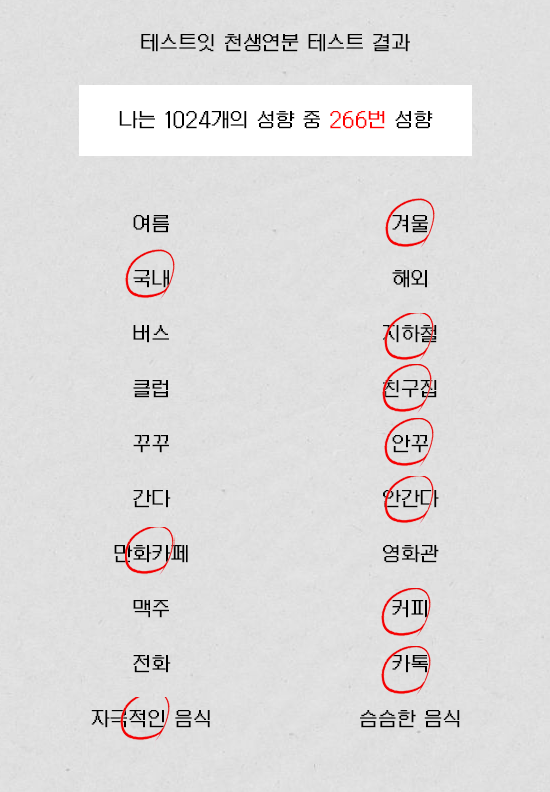 테스트잇 천생연분 테스트 결과
나는 1024개의 성향 중 266번 성향
여름 겨울
국내 해외
버스 지하철
클럽 친구집
꾸꾸 안꾸
간다 안간다
만화카페 영화관
맥주 커피
전화 카톡
자극적인 음식 슴슴한 음식